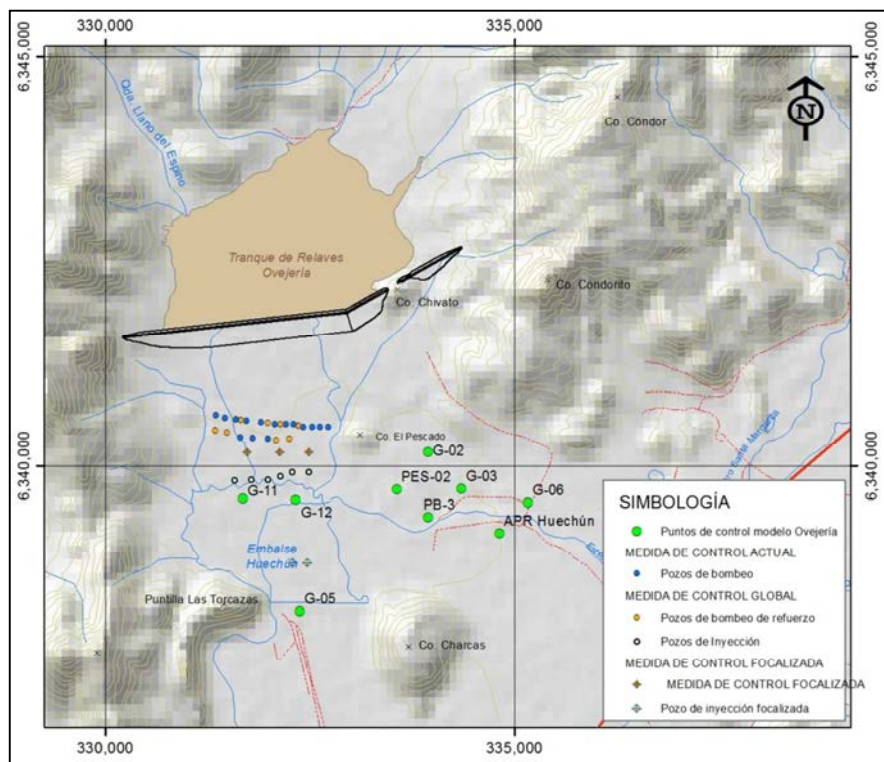 330,000
335,000
6,345,000
6,345,000
Qda. Llano del Espino
N
Co. Condor
Tranque de Relaves
Ovejería
Co. Condorito
Co. Chivato
Co. El Pescado
G-02
6,340,000
6,340,000
PES-02
G-03
G-11
G-12
G-06
PB-3
APR Huechún
Embalse
Huechún
Puntilla Las Torcazas
G-05
Co. Charcas
SIMBOLOGÍA
Puntos de control modelo Ovejería
MEDIDA DE CONTROL ACTUAL
Pozos de bombeo
MEDIDA DE CONTROL GLOBAL
Pozos de bombeo de refuerzo
Pozos de Inyección
MEDIDA DE CONTROL FOCALIZADA
MEDIDA DE CONTROL FOCALIZADA
Pozo de inyección focalizada
330,000
335,000